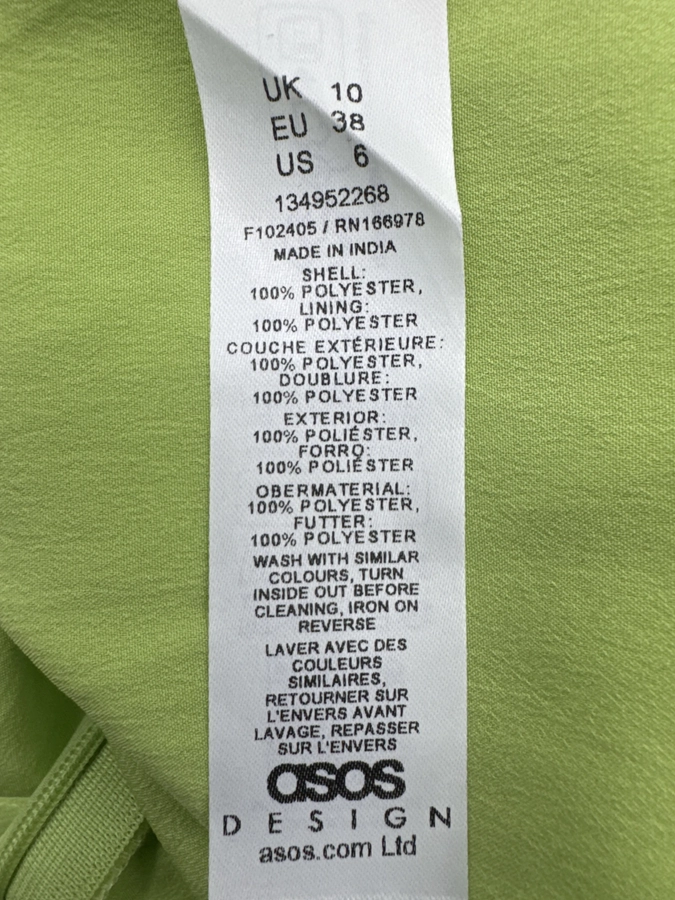 UK 10
EU 38
US 6
134952268
F102405 / RN166978
MADE IN INDIA
SHELL:
100% POLYESTER,
LINING:
100% POLYESTER
COUCHE EXTÉRIEURE:
100% POLYESTER,
DOUBLURE:
100% POLYESTER
EXTERIOR:
100% POLIÉSTER,
FORRO:
100% POLIÉSTER
OBERMATERIAL:
100% POLYESTER,
FUTTER:
100% POLYESTER
WASH WITH SIMILAR
COLOURS, TURN
INSIDE OUT BEFORE
CLEANING, IRON ON
REVERSE
LAVER AVEC DES
COULEURS
SIMILAIRES,
RETOURNER SUR
L'ENVERS AVANT
LAVAGE, REPASSER
SUR L'ENVERS
asos
DESIGN
asos.com Ltd